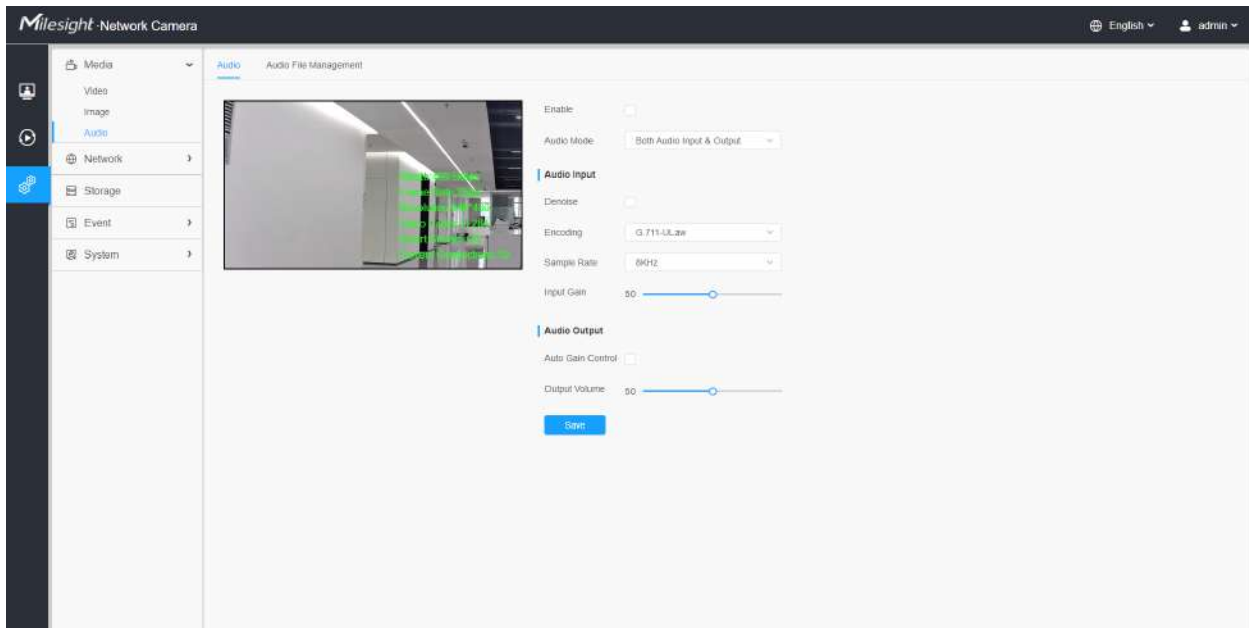 Milesight -Network Camera
English
admin
Media
Video
Image
Audio
Network
Storage
Event
System
Audio
Audio File Management
Enable
Audio Mode
Both Audio Input & Output
Audio Input
Denoise
Encoding
G.711-ULaw
Sample Rate
8KHz
Input Gain
50
Audio Output
Auto Gain Control
Output Volume
50
Save